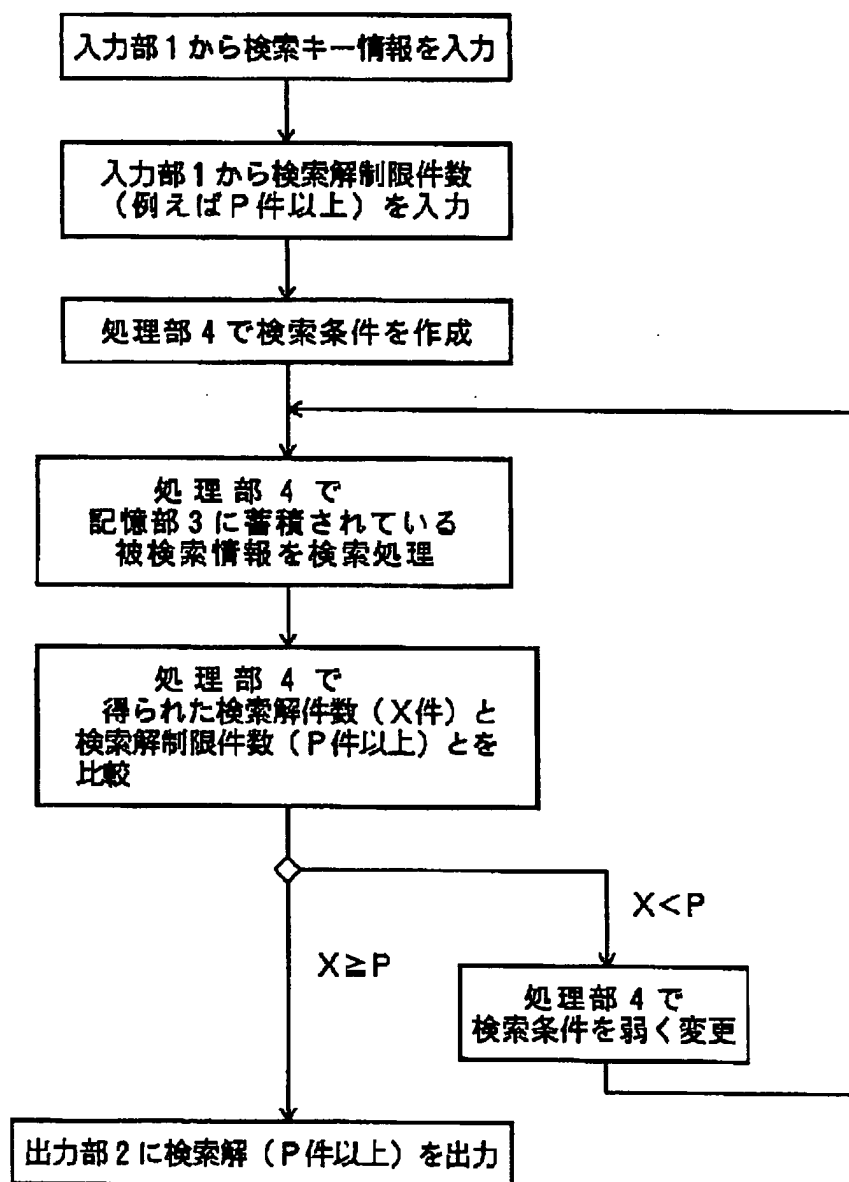 入力部1から検索キー情報を入力
入力部1から検索解制限件数
(例えばP件以上)を入力
処理部4で検索条件を作成
処理部4で
記憶部3に蓄積されている
被検索情報を検索処理
処理部4で
得られた検索解件数(X件)と
検索解制限件数(P件以上)とを
比較
X<P
X≧P
処理部4で
検索条件を弱く変更
出力部2に検索解(P件以上)を出力